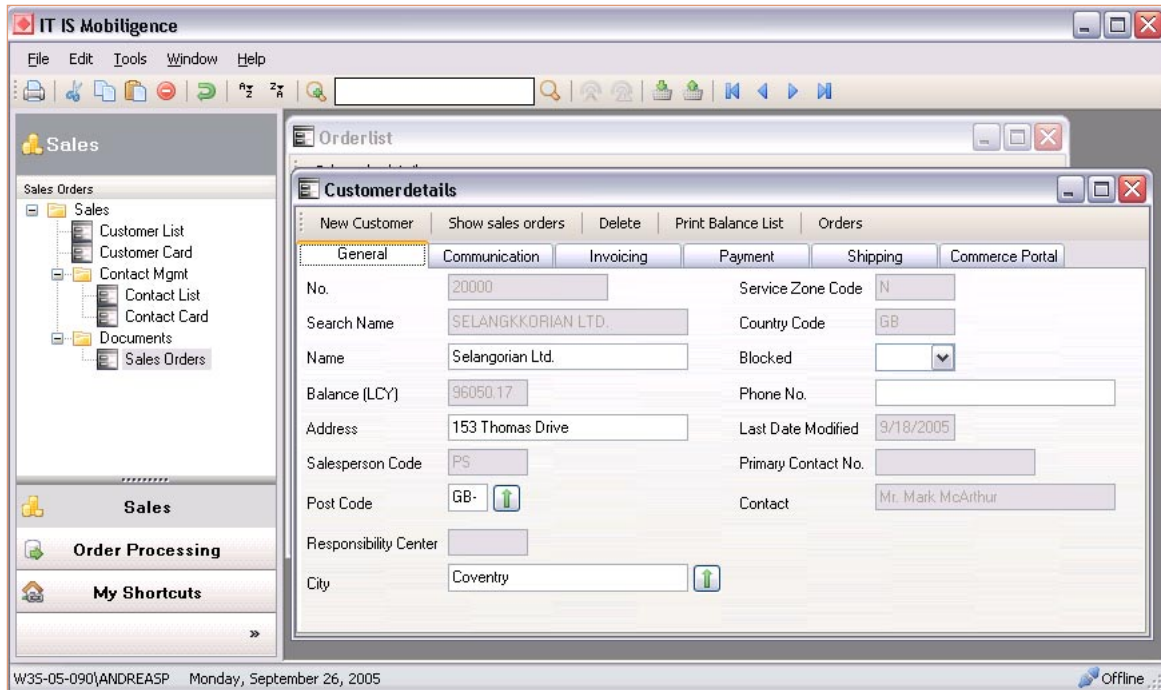 IT IS Mobiligence
File Edit Tools Window Help
Sales
Sales Orders
Sales
Customer List
Customer Card
Contact Mgmt
Contact List
Contact Card
Documents
Sales Orders
Sales
Order Processing
My Shortcuts
»
Orderlist
Customerdetails
New Customer Show sales orders Delete Print Balance List Orders
General Communication Invoicing Payment Shipping Commerce Portal
No. 20000 Service Zone Code N
Search Name SELANGKKORIAN LTD. Country Code GB
Name Selangorian Ltd. Blocked
Balance (LCY) 96050.17 Phone No.
Address 153 Thomas Drive Last Date Modified 9/18/2005
Salesperson Code PS Primary Contact No.
Post Code GB- Contact Mr. Mark McArthur
Responsibility Center
City Coventry
W3S-05-090\ANDREASP Monday, September 26, 2005 Offline